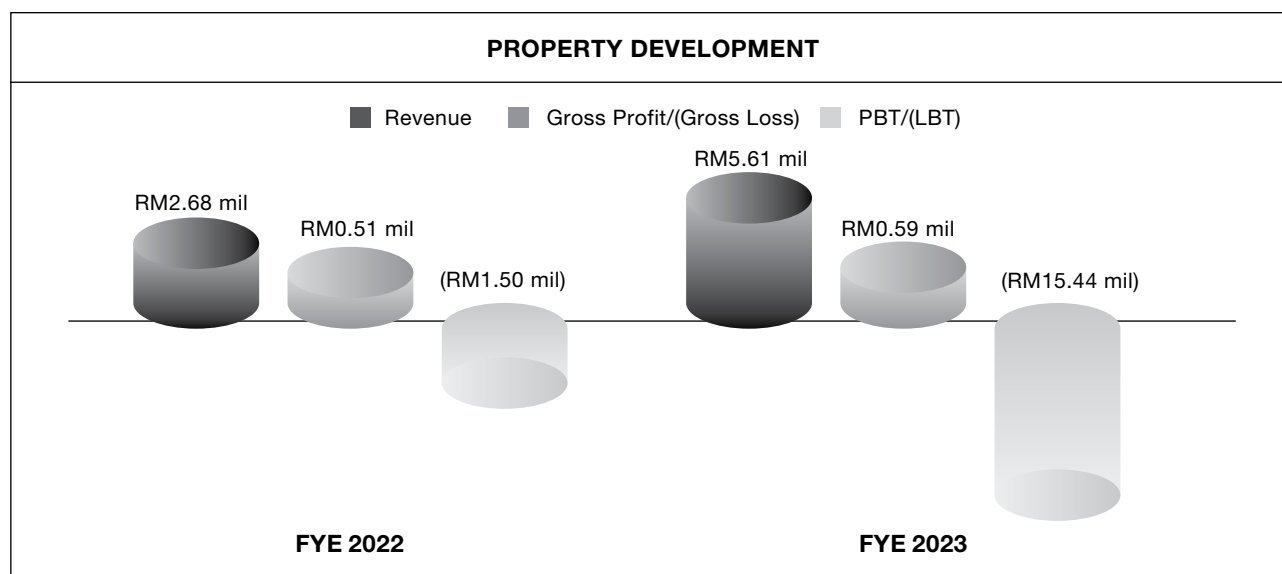 PROPERTY DEVELOPMENT
Revenue Gross Profit/(Gross Loss) PBT/(LBT)
RM2.68 mil
RM0.51 mil
(RM1.50 mil)
RM5.61 mil
RM0.59 mil
(RM15.44 mil)
FYE 2022
FYE 2023